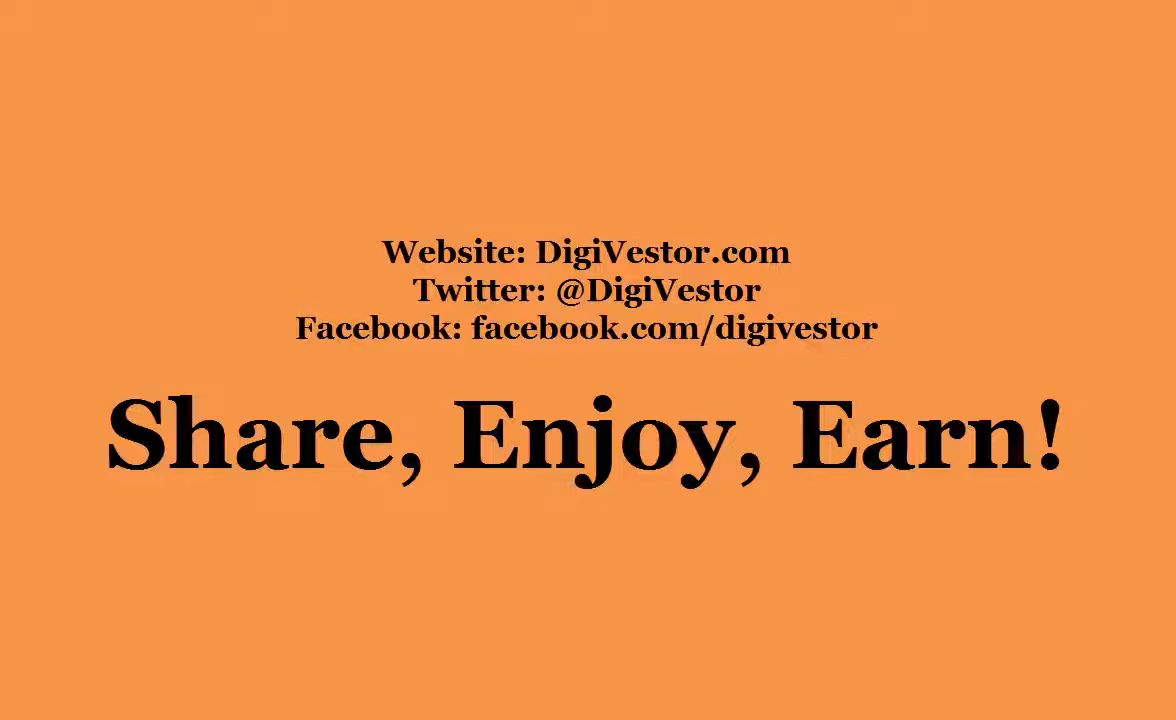 Website: DigiVestor.com
Twitter: @DigiVestor
Facebook: facebook.com/digivestor
Share, Enjoy, Earn!